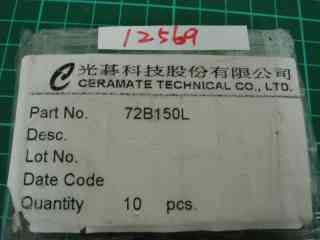 12569
光碁科技股份有限公司
CERAMATE TECHNICAL CO., LTD.
Part No. 72B150L
Desc.
Lot No.
Date Code
Quantity 10 pcs.